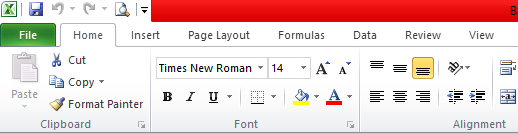 B
File Home Insert Page Layout Formulas Data Review View
Paste
Cut
Copy
Format Painter
Times New Roman 14 A A
B I U A
Clipboard Font Alignment